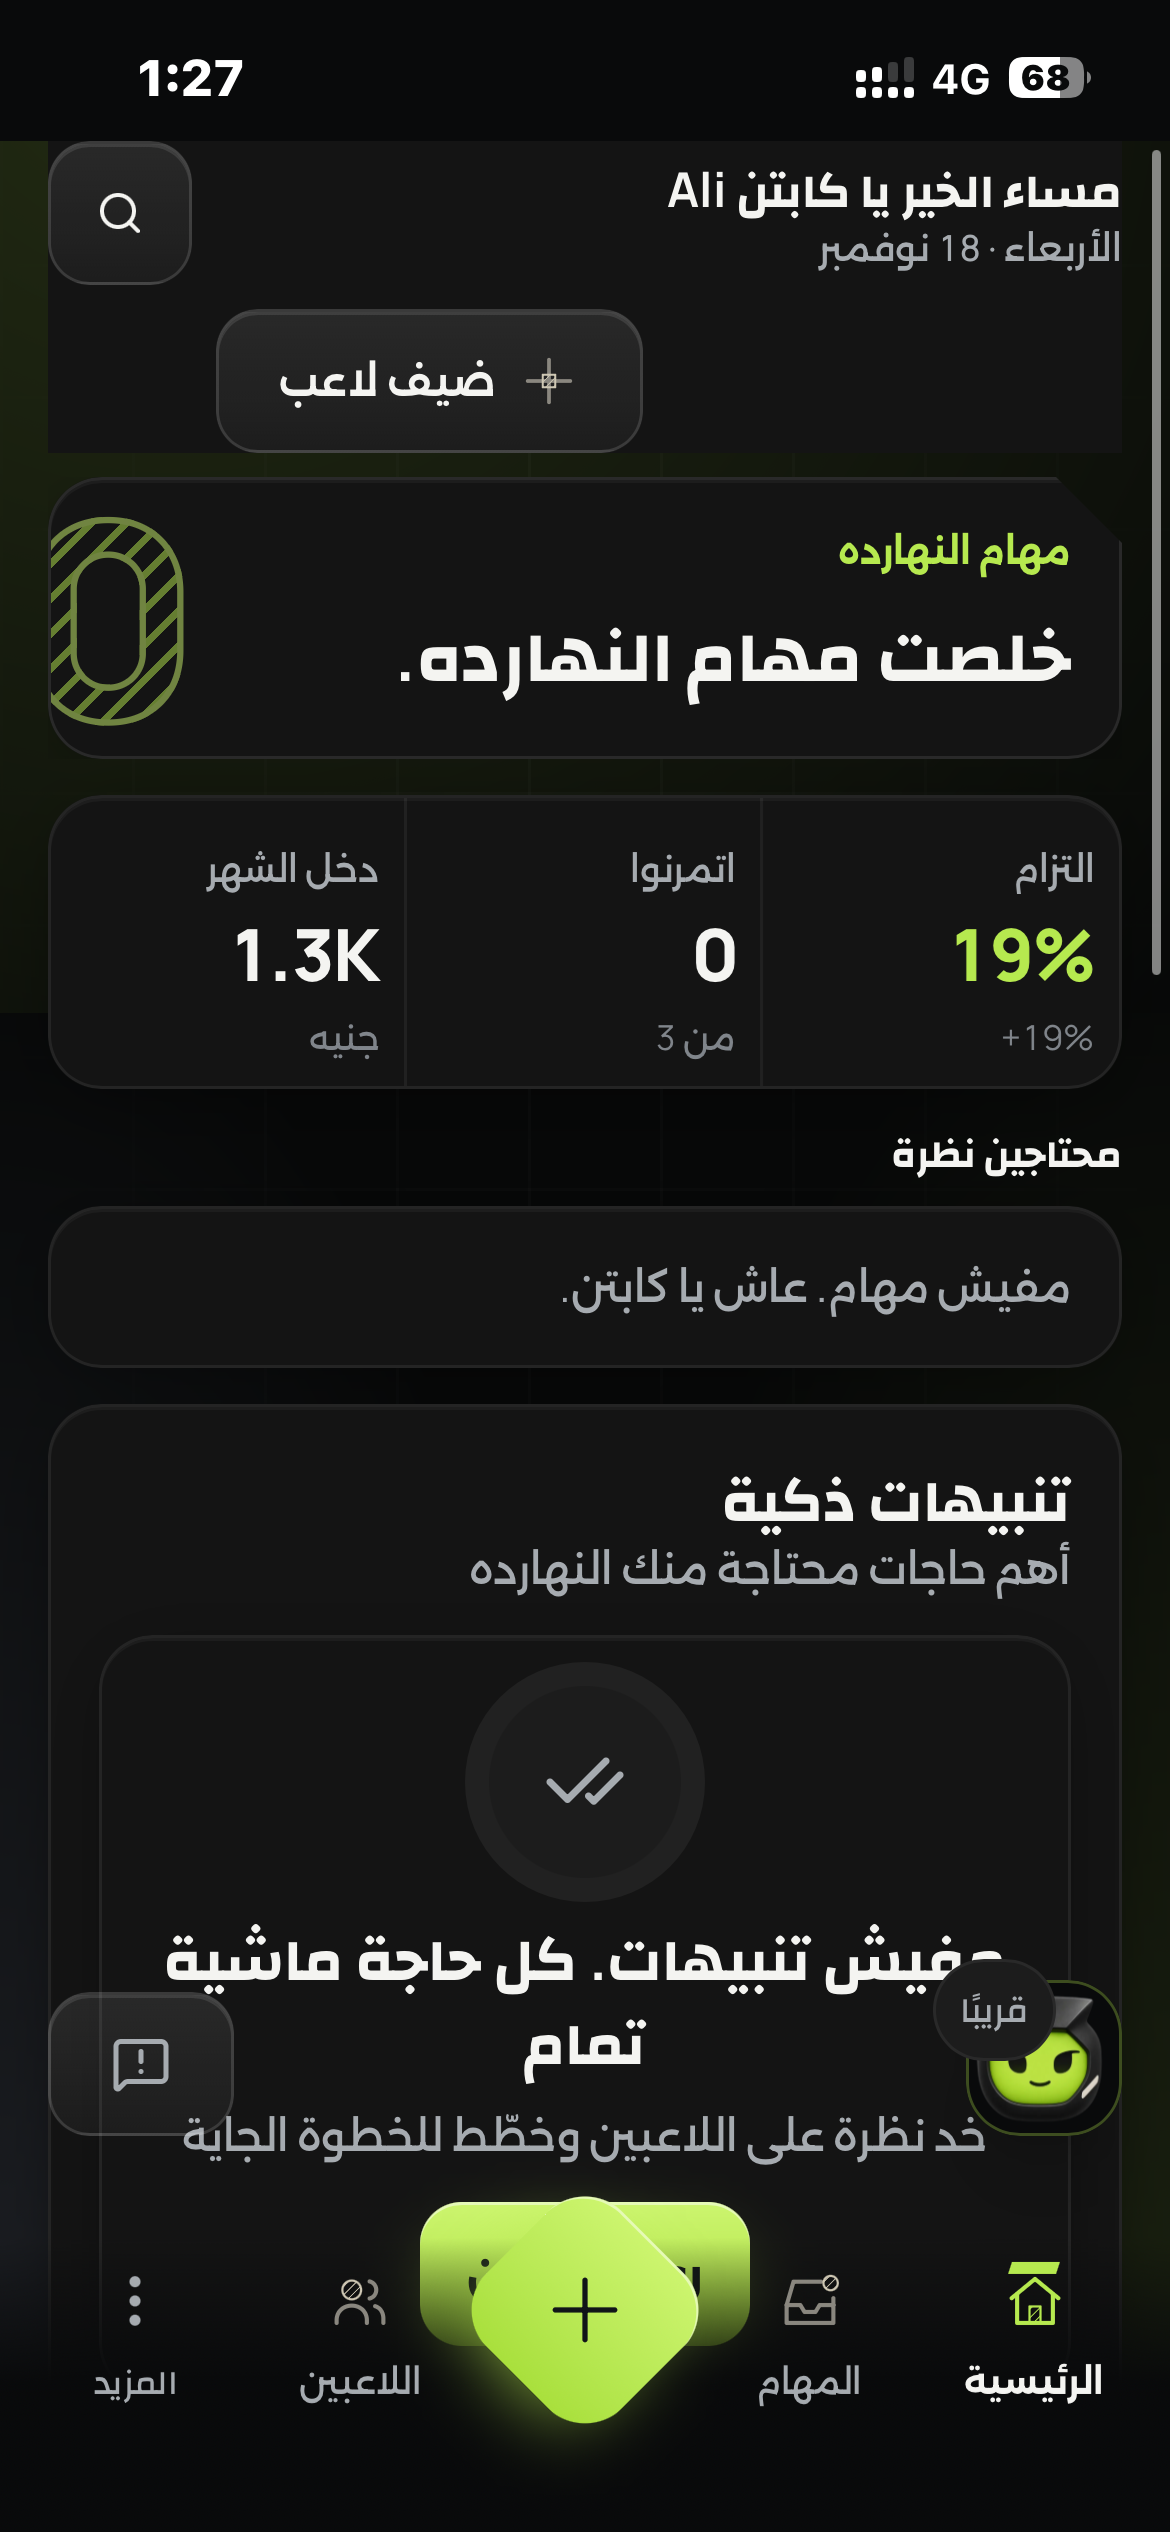 1:27
4G 68
مساء الخير يا كابتن Ali
الأربعاء · 18 نوفمبر
ضيف لاعب
مهام النهارده
خلصت مهام النهارده.
0
التزام
19%
+19%
اتمرنوا
0
من 3
دخل الشهر
1.3K
جنيه
محتاجين نظرة
مفيش مهام. عاش يا كابتن.
تنبيهات ذكية
أهم حاجات محتاجة منك النهارده
مفيش تنبيهات. كل حاجة ماشية
تمام
قريبًا
خد نظرة على اللاعبين وخطّط للخطوة الجاية
الرئيسية
المهام
اللاعبين
المزيد